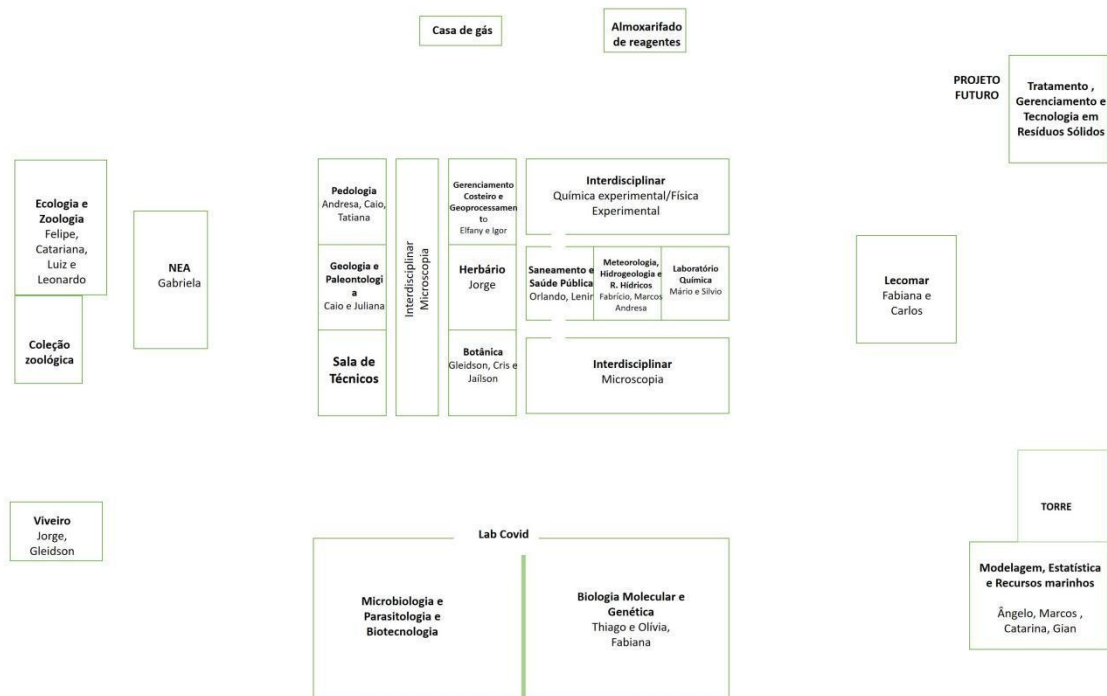 Casa de gás
Almoxarifado
de reagentes
PROJETO
FUTURO
Tratamento ,
Gerenciamento e
Tecnologia em
Resíduos Sólidos
Ecologia e
Zoologia
Felipe,
Catariana,
Luiz e
Leonardo
Coleção
zoológica
NEA
Gabriela
Pedologia
Andresa, Caio,
Tatiana
Geologia e
Paleontologi
a
Caio e Juliana
Sala de
Técnicos
Interdisciplinar
Microscopia
Gerenciamento
Costeiro e
Geoprocessamen
to
Elfany e Igor
Herbário
Jorge
Botânica
Gleidson, Cris e
Jaílson
Interdisciplinar
Química experimental/Física
Experimental
Saneamento e
Saúde Pública
Orlando, Lenir
Meteorologia,
Hidrogeologia e
R. Hídricos
Fabrício, Marcos
Andresa
Laboratório
Química
Mário e Silvio
Interdisciplinar
Microscopia
Lecomar
Fabiana e
Carlos
Viveiro
Jorge,
Gleidson
Lab Covid
Microbiologia e
Parasitologia e
Biotecnologia
Biologia Molecular e
Genética
Thiago e Olívia,
Fabiana
TORRE
Modelagem, Estatística
e Recursos marinhos
Ângelo, Marcos ,
Catarina, Gian